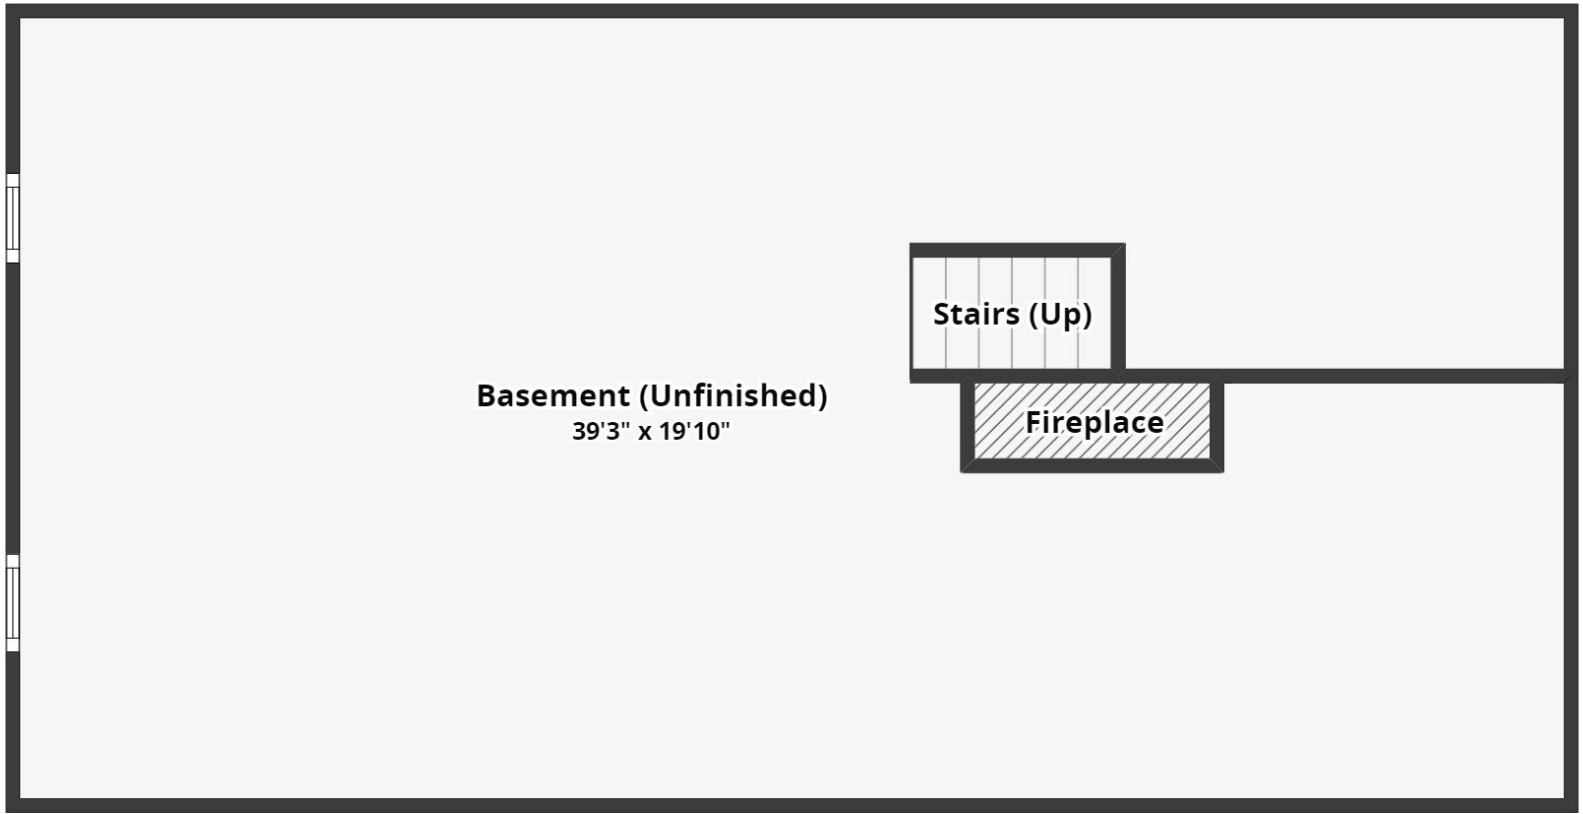 Stairs (Up)
Basement (Unfinished)
39'3" x 19'10"
Fireplace